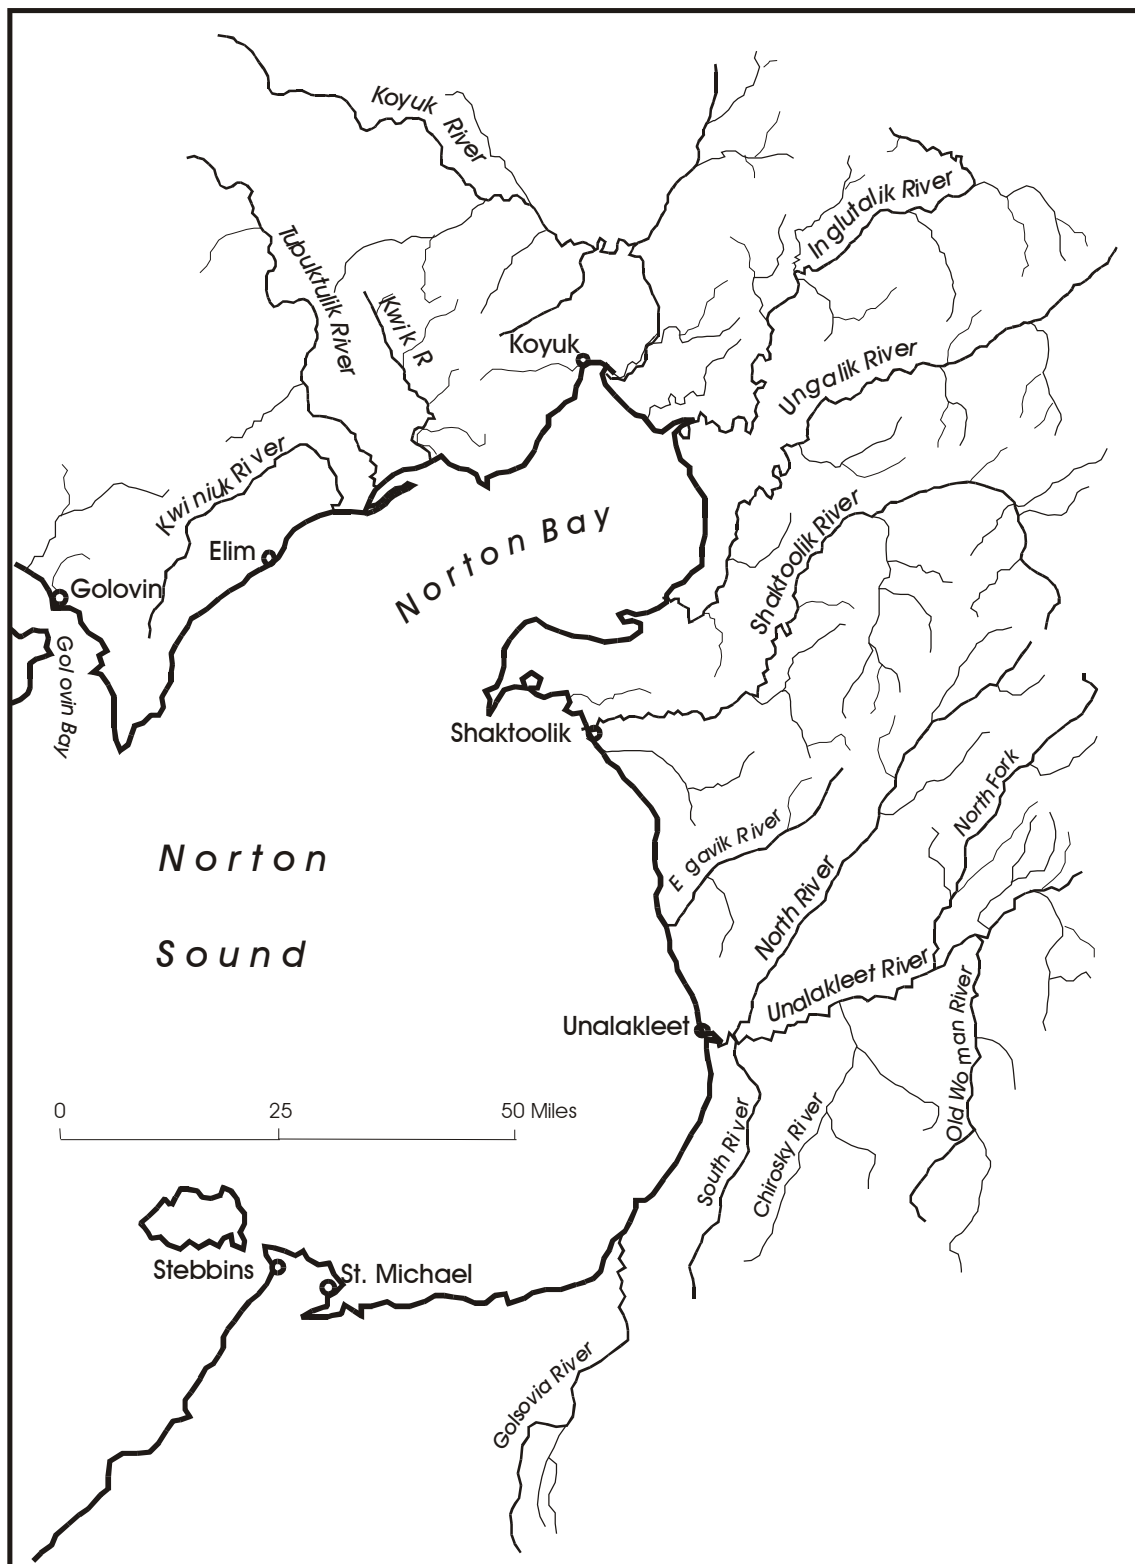 Koyuk River
Inglutalik River
Tubuktulik River
Kwik R
Koyuk
Ungalik River
Kwiniuk River
Norton Bay
Shaktoolik River
Elim
Golovin
Golovin Bay
Shaktoolik
North Fork
Egavik River
Norton
Sound
North River
Unalakleet River
Unalakleet
Old Woman River
0 25 50 Miles
South River
Chirosky River
Stebbins
St. Michael
Golsovia River